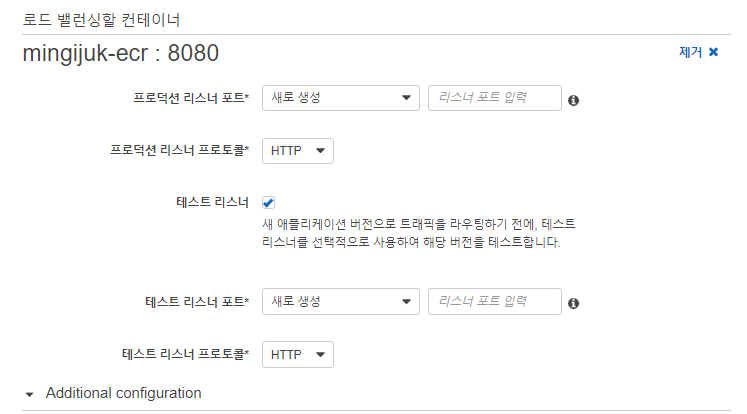 로드 밸런싱할 컨테이너
mingijuk-ecr : 8080 제거
프로덕션 리스너 포트* 새로 생성 리스너 포트 입력
프로덕션 리스너 프로토콜* HTTP
테스트 리스너
새 애플리케이션 버전으로 트래픽을 라우팅하기 전에, 테스트
리스너를 선택적으로 사용하여 해당 버전을 테스트합니다.
테스트 리스너 포트* 새로 생성 리스너 포트 입력
테스트 리스너 프로토콜* HTTP
Additional configuration